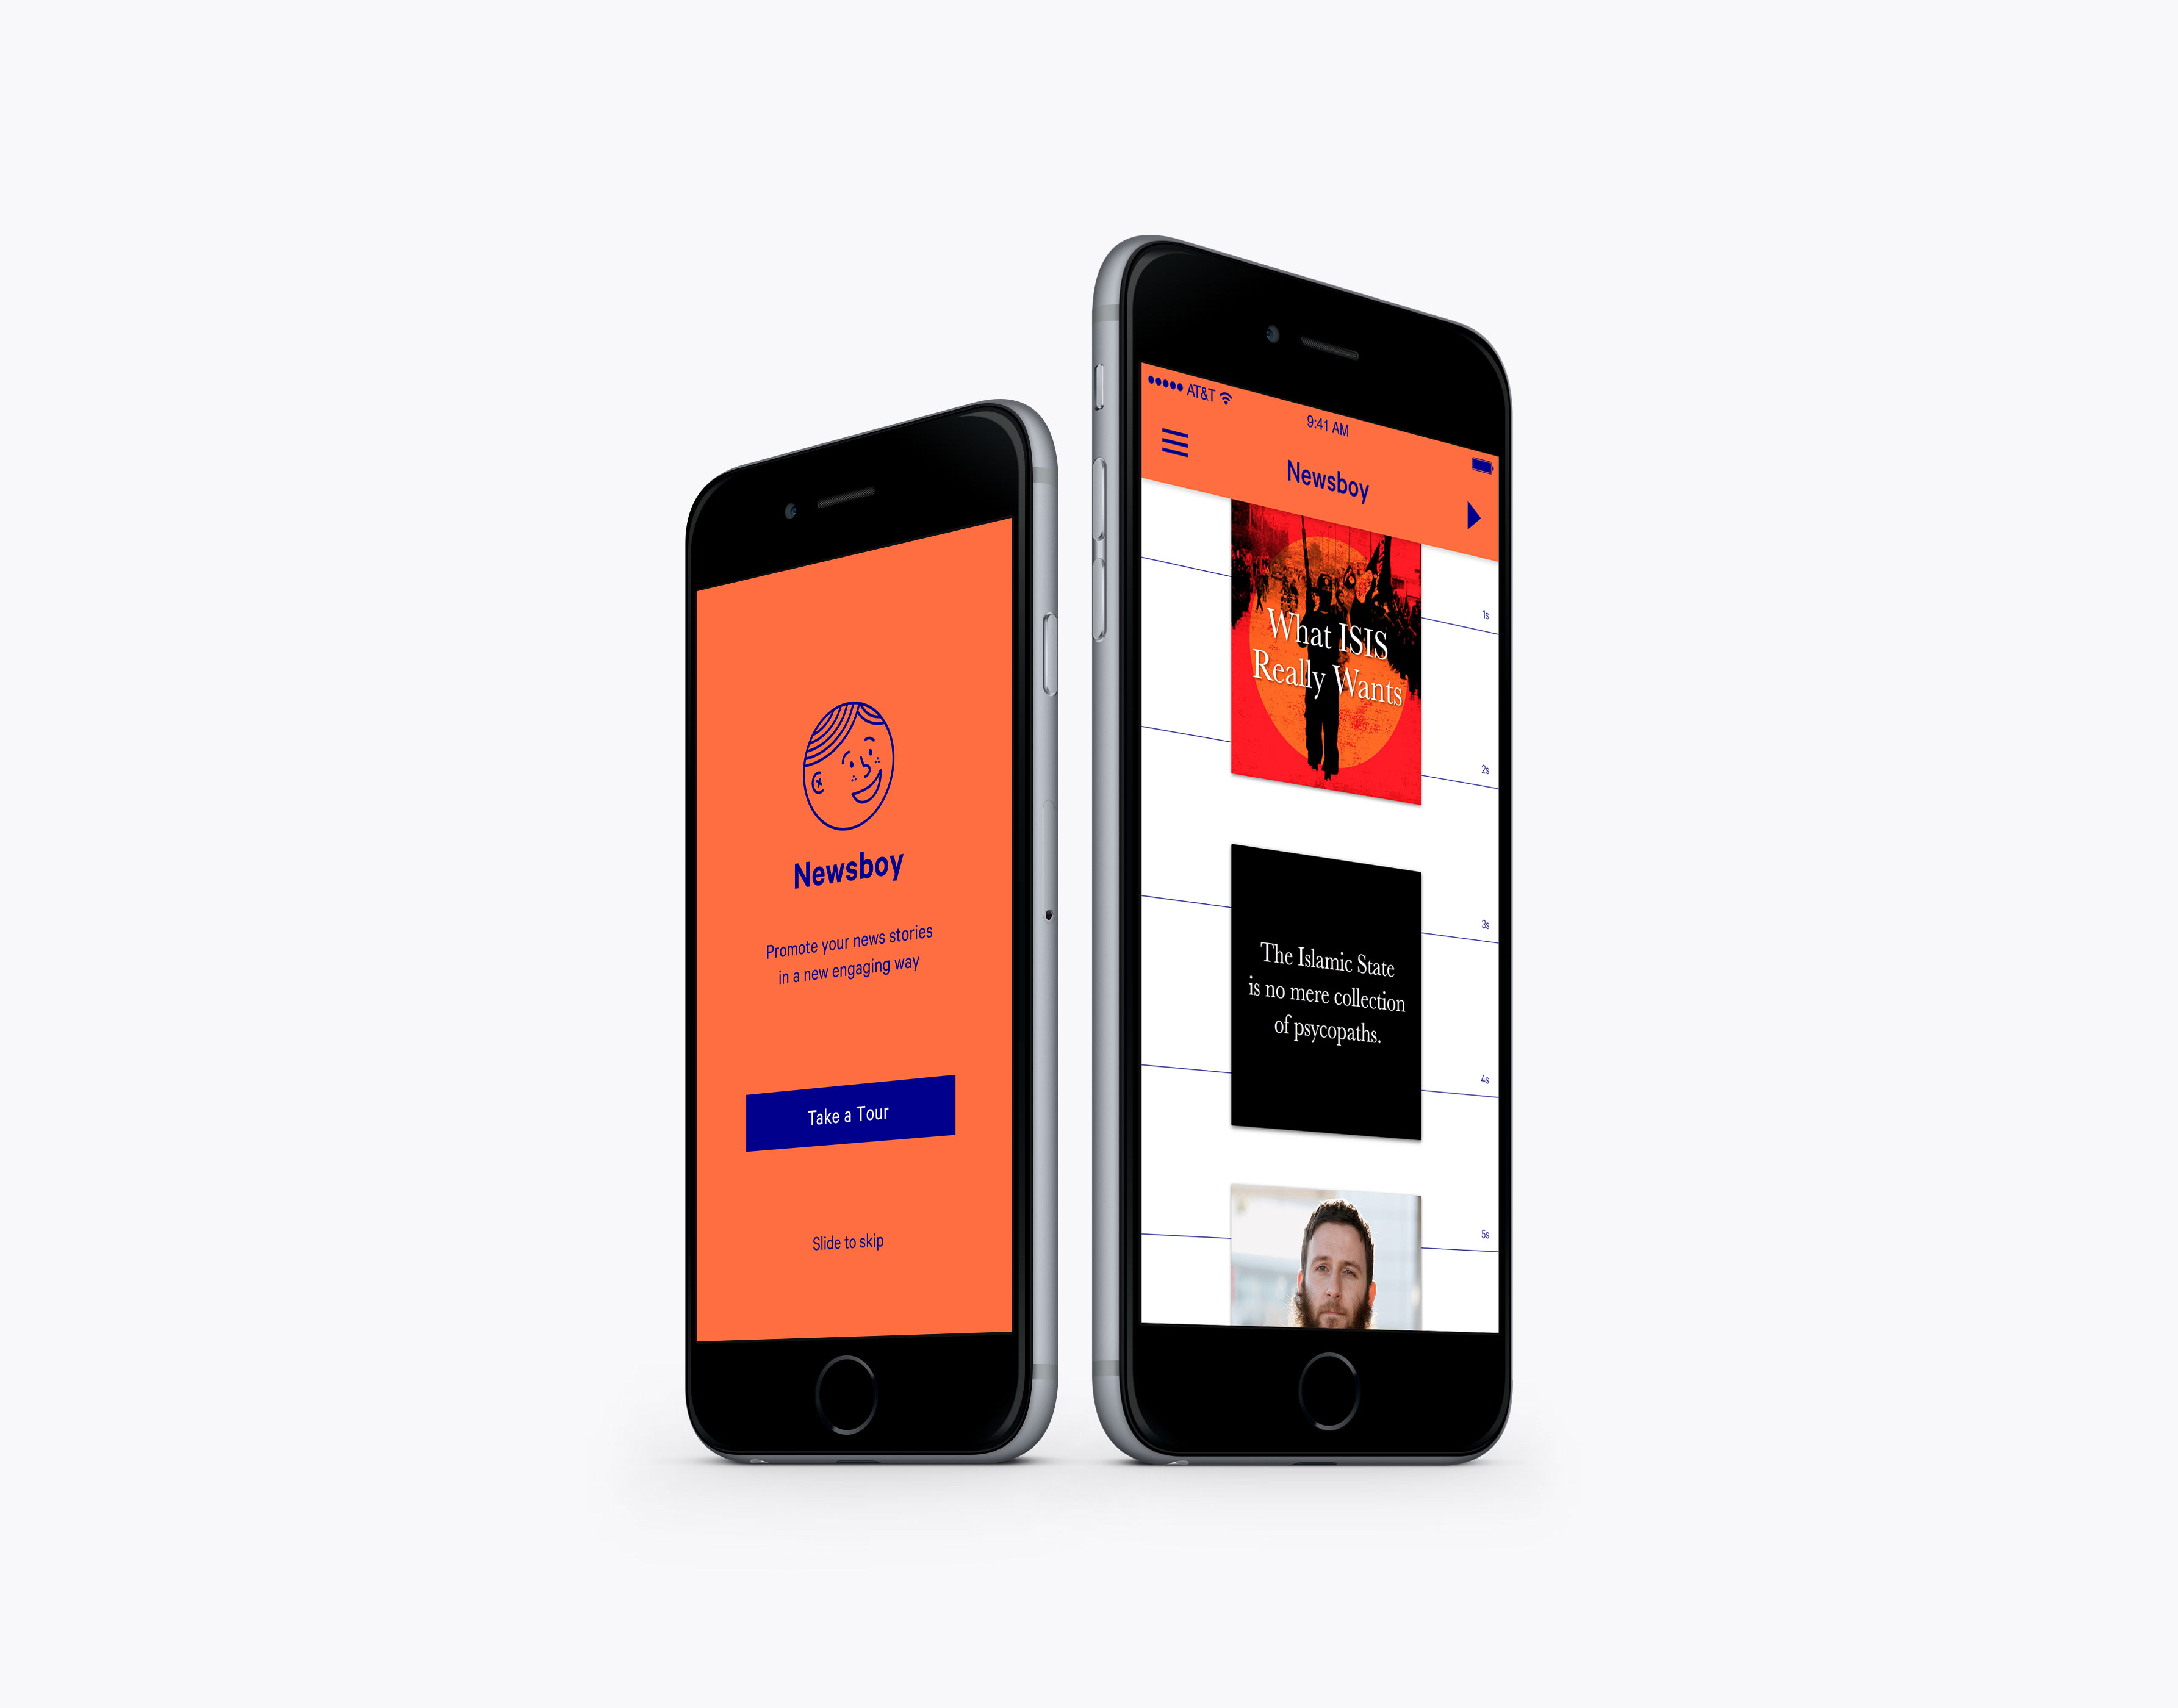 Newsboy
Promote your news stories
in a new engaging way
Take a Tour
Slide to skip
AT&T
9:41 AM
Newsboy
What ISIS
Really Wants
1s
2s
The Islamic State
is no mere collection
of psycopaths.
3s
4s
5s